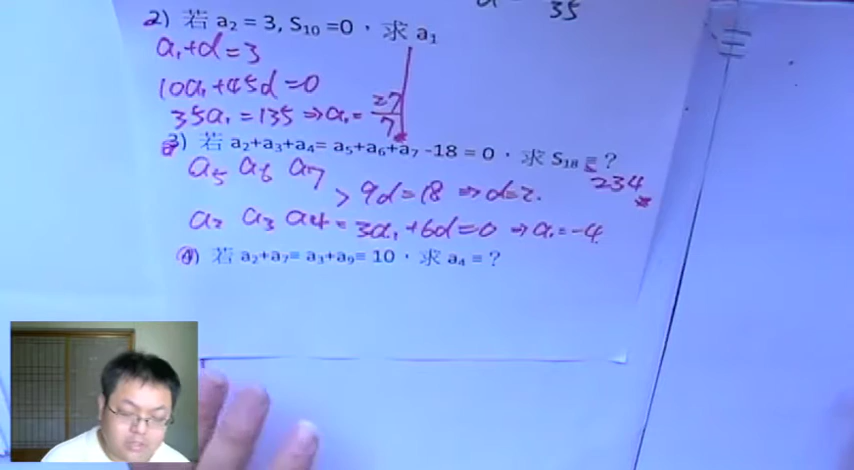 35
2) 若 a₂ = 3, S₁₀ =0，求 a₁
a₁+d=3
10a₁+45d=0
35a₁=135 ⇒ a₁= 27/7
3) 若 a₂+a₃+a₄= a₅+a₆+a₇ -18 = 0，求 S₁₈ = ?
234
a₅ a₆ a₇
> 9d=18 ⇒ d=2.
a₂ a₃ a₄ = 3a₁+6d=0 ⇒ a₁=-4
若 a₂+a₇= a₃+a₉= 10，求 a₄ = ?